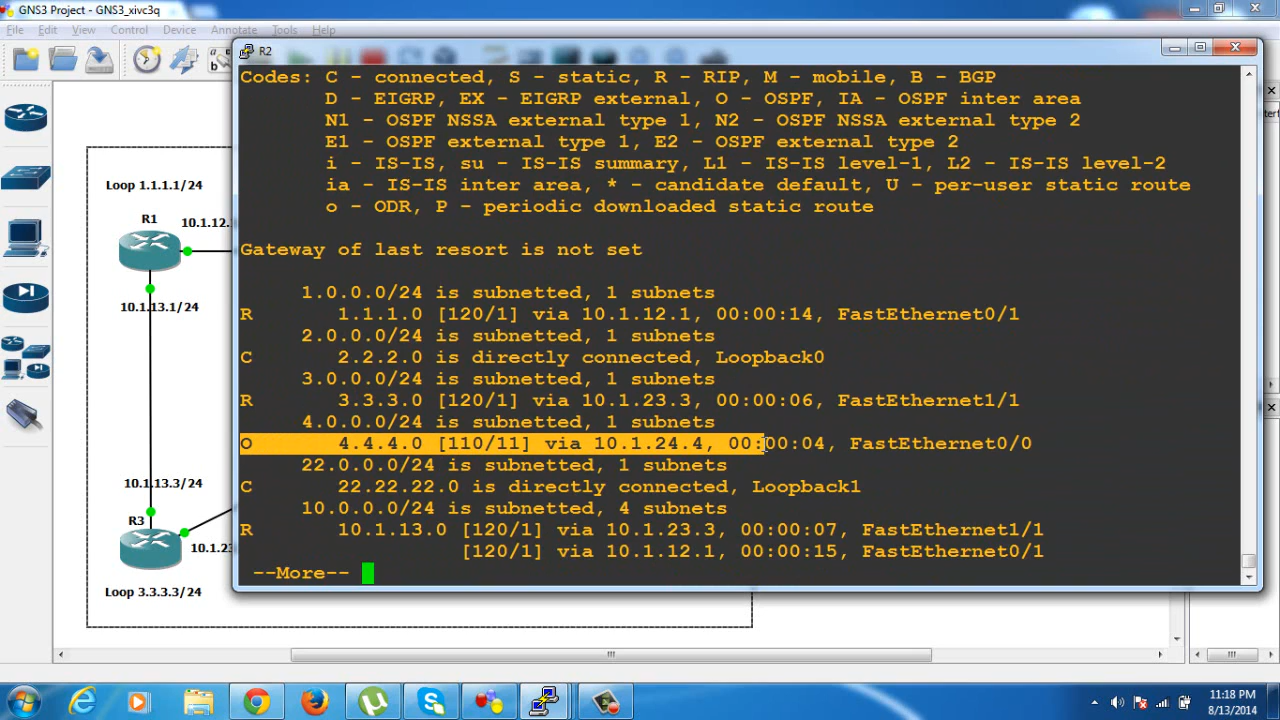 GNS3 Project - GNS3_xivc3q
File Edit View Control Device Annotate Tools Help
R2
Codes: C - connected, S - static, R - RIP, M - mobile, B - BGP
D - EIGRP, EX - EIGRP external, O - OSPF, IA - OSPF inter area
N1 - OSPF NSSA external type 1, N2 - OSPF NSSA external type 2
E1 - OSPF external type 1, E2 - OSPF external type 2
i - IS-IS, su - IS-IS summary, L1 - IS-IS level-1, L2 - IS-IS level-2
ia - IS-IS inter area, * - candidate default, U - per-user static route
o - ODR, P - periodic downloaded static route
Gateway of last resort is not set
1.0.0.0/24 is subnetted, 1 subnets
R 1.1.1.0 [120/1] via 10.1.12.1, 00:00:14, FastEthernet0/1
2.0.0.0/24 is subnetted, 1 subnets
C 2.2.2.0 is directly connected, Loopback0
3.0.0.0/24 is subnetted, 1 subnets
R 3.3.3.0 [120/1] via 10.1.23.3, 00:00:06, FastEthernet1/1
4.0.0.0/24 is subnetted, 1 subnets
O 4.4.4.0 [110/11] via 10.1.24.4, 00:00:04, FastEthernet0/0
22.0.0.0/24 is subnetted, 1 subnets
C 22.22.22.0 is directly connected, Loopback1
10.0.0.0/24 is subnetted, 4 subnets
R 10.1.13.0 [120/1] via 10.1.23.3, 00:00:07, FastEthernet1/1
[120/1] via 10.1.12.1, 00:00:15, FastEthernet0/1
--More--
Loop 1.1.1.1/24
R1
10.1.12.
10.1.13.1/24
10.1.13.3/24
R3
10.1.23
Loop 3.3.3.3/24
11:18 PM
8/13/2014